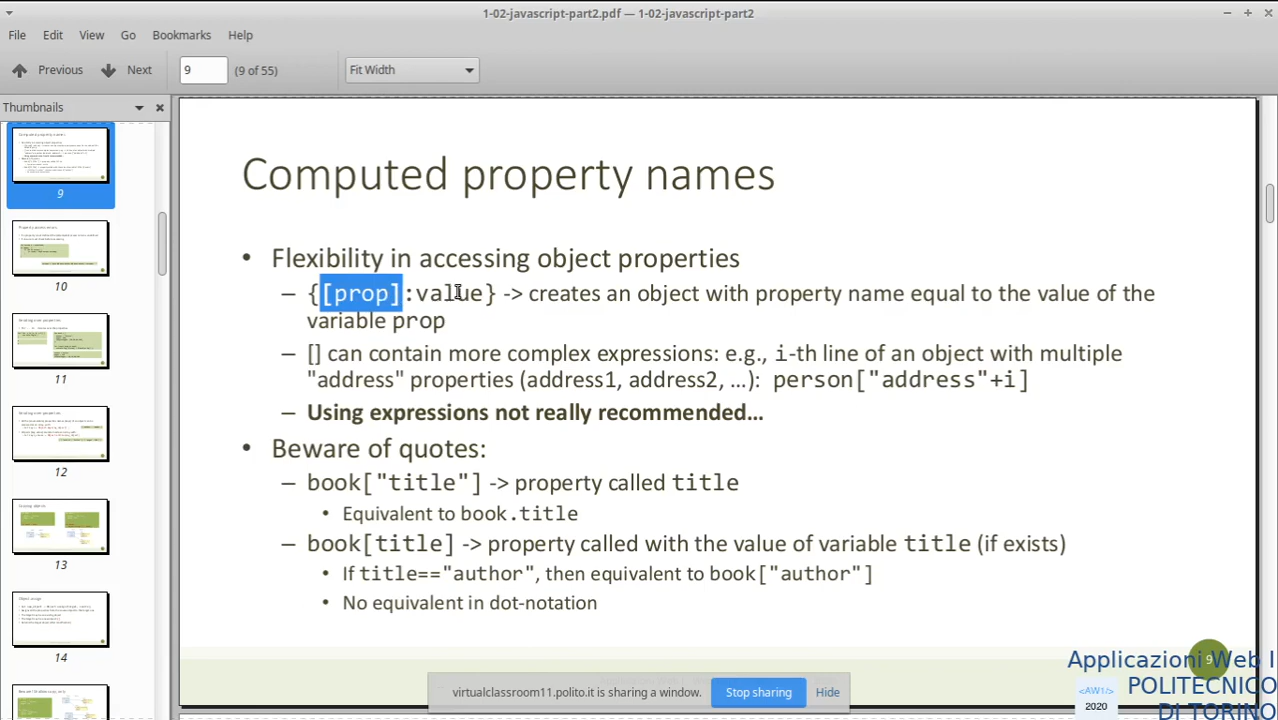 1-02-javascript-part2.pdf — 1-02-javascript-part2
File Edit View Go Bookmarks Help
Previous Next 9 (9 of 55) Fit Width
Thumbnails
9
10
11
12
13
14
Computed property names
• Flexibility in accessing object properties
– {[prop]:value} -> creates an object with property name equal to the value of the
variable prop
– [] can contain more complex expressions: e.g., i-th line of an object with multiple
"address" properties (address1, address2, …): person["address"+i]
– Using expressions not really recommended…
• Beware of quotes:
– book["title"] -> property called title
• Equivalent to book.title
– book[title] -> property called with the value of variable title (if exists)
• If title=="author", then equivalent to book["author"]
• No equivalent in dot-notation
9
virtualclassroom11.polito.it is sharing a window. Stop sharing Hide
Applicazioni Web I
POLITECNICO
DI TORINO
<AW1/>
2020